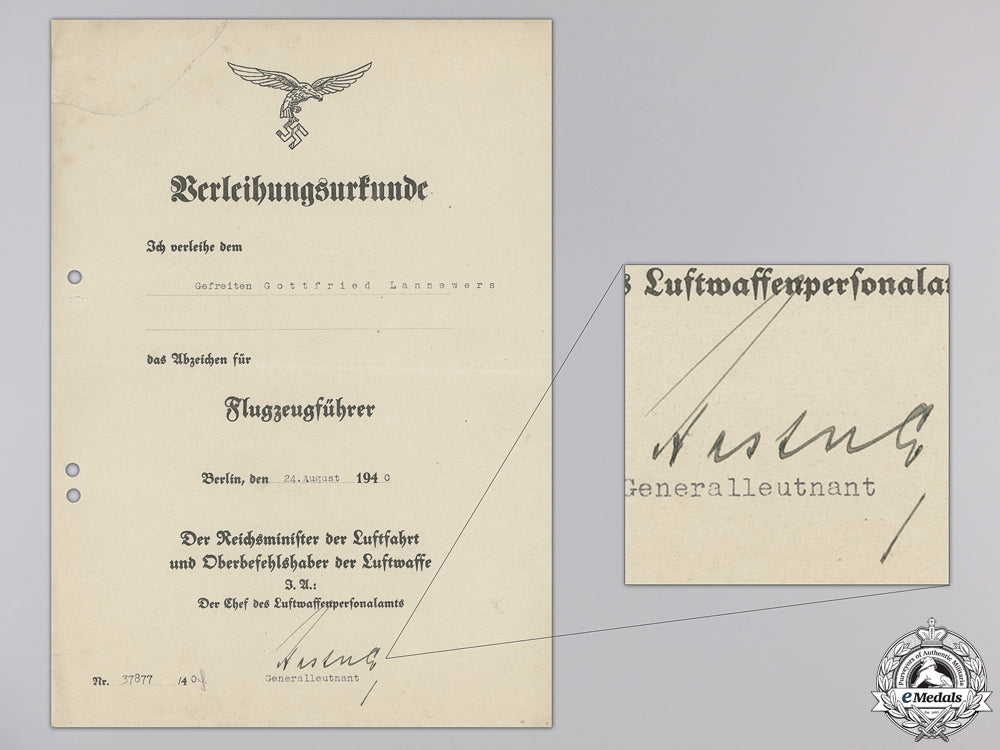 Verleihungsurkunde
Ich verleihe dem
Gefreiten Gottfried Lannewers
das Abzeichen für
Flugzeugführer
Berlin, den 24. August 1940
Der Reichsminister der Luftfahrt
und Oberbefehlshaber der Luftwaffe
J. A.:
Der Chef des Luftwaffenpersonalamts
Generalleutnant
Nr. 37877 /40
s Luftwaffenpersonala
Generalleutnant
Purveyors of Authentic Militaria
eMedals